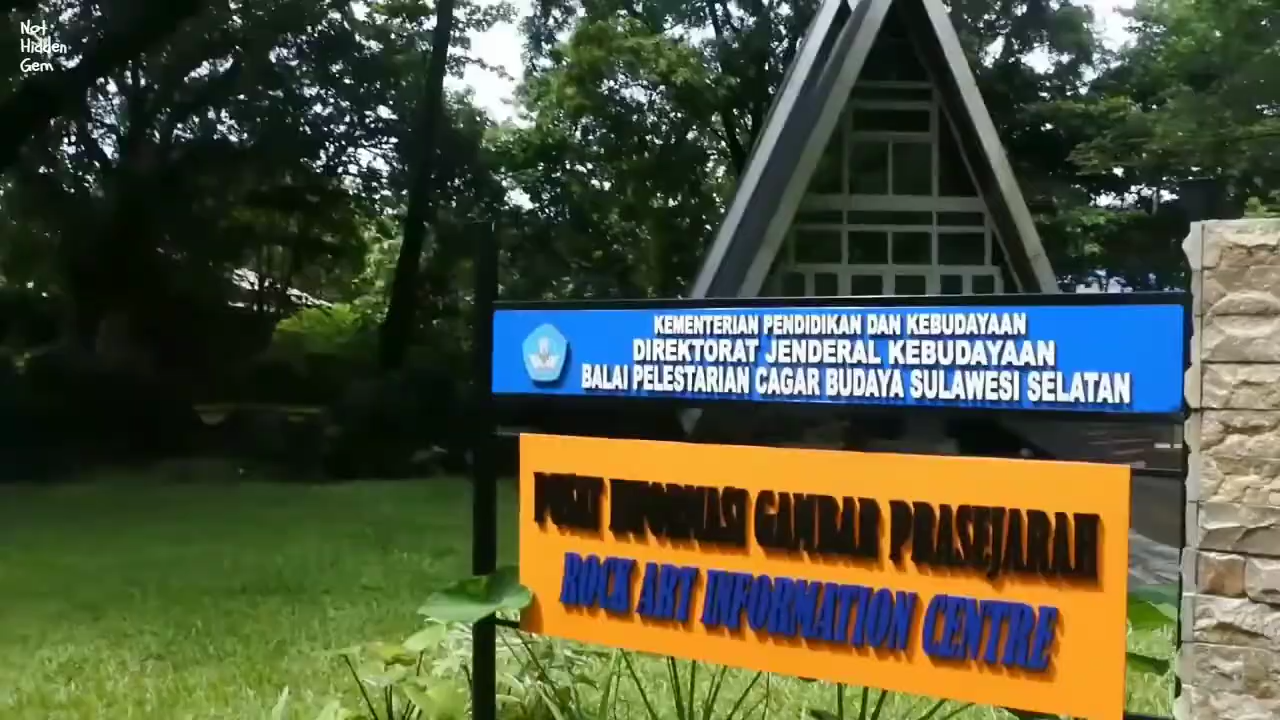 Not
Hidden
Gem
KEMENTERIAN PENDIDIKAN DAN KEBUDAYAAN
DIREKTORAT JENDERAL KEBUDAYAAN
BALAI PELESTARIAN CAGAR BUDAYA SULAWESI SELATAN
PUSAT INFORMASI GAMBAR PRASEJARAH
ROCK ART INFORMATION CENTRE